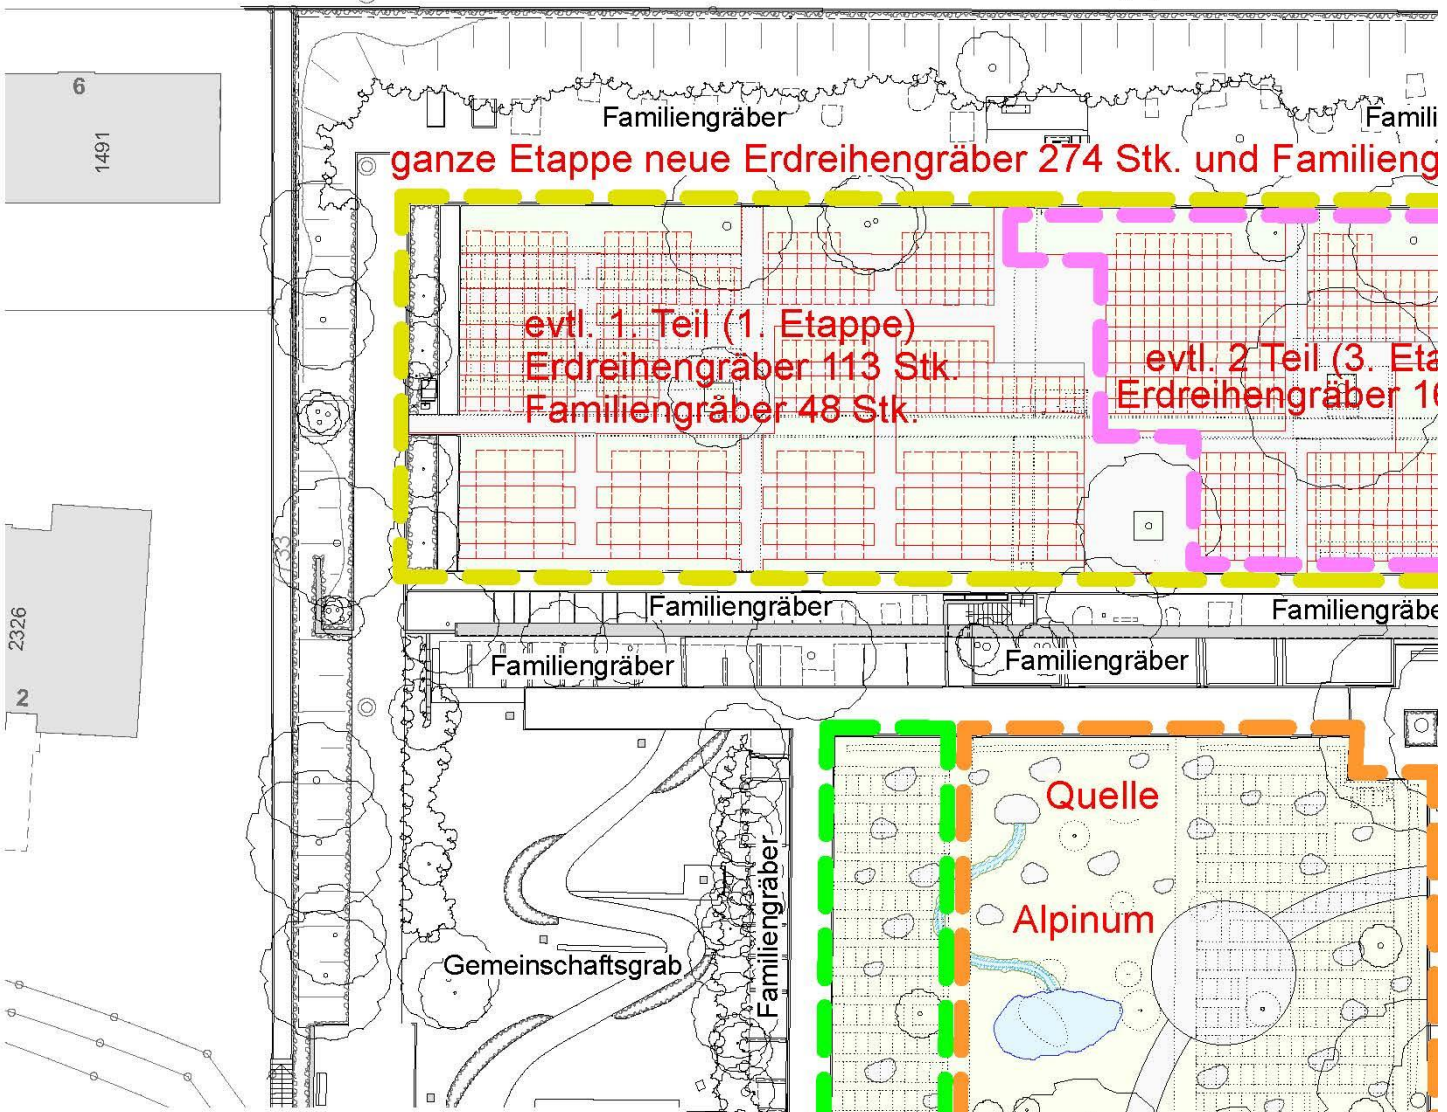 6
1491
Familiengräber
Famili
ganze Etappe neue Erdreihengräber 274 Stk. und Familieng
evtl. 1. Teil (1. Etappe)
Erdreihengräber 113 Stk.
Familiengräber 48 Stk.
evtl. 2 Teil (3. Eta
Erdreihengräber 16
733
2326
2
Familiengräber
Familiengräbe
Familiengräber
Familiengräber
Quelle
Alpinum
Familiengräber
Gemeinschaftsgrab